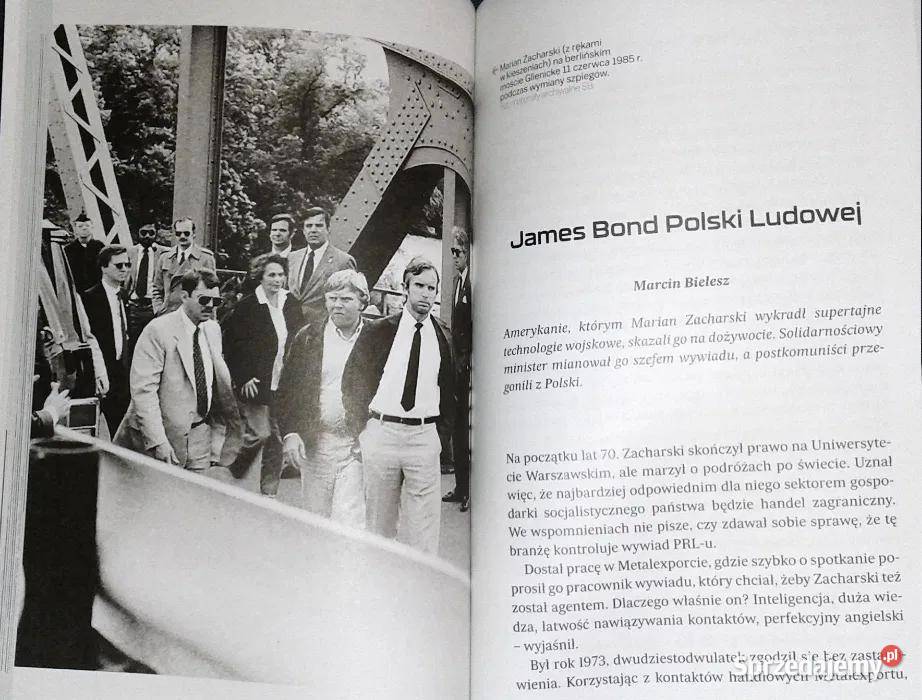 Marian Zacharski (z rękami
w kieszeniach) na berlińskim
moście Glienicke 11 czerwca 1985 r.
podczas wymiany szpiegów.
James Bond Polski Ludowej
Marcin Bielesz
Amerykanie, którym Marian Zacharski wykradł supertajne
technologie wojskowe, skazali go na dożywocie. Solidarnościowy
minister mianował go szefem wywiadu, a postkomuniści prze-
gonili z Polski.
Na początku lat 70. Zacharski skończył prawo na Uniwersyte-
cie Warszawskim, ale marzył o podróżach po świecie. Uznał
więc, że najbardziej odpowiednim dla niego sektorem gospo-
darki socjalistycznego państwa będzie handel zagraniczny.
We wspomnieniach nie pisze, czy zdawał sobie sprawę, że tę
branżę kontroluje wywiad PRL-u.
Dostał pracę w Metalexporcie, gdzie szybko o spotkanie po-
prosił go pracownik wywiadu, który chciał, żeby Zacharski też
został agentem. Dlaczego właśnie on? Inteligencja, duża wie-
dza, łatwość nawiązywania kontaktów, perfekcyjny angielski
– wyjaśnił.
Był rok 1973, dwudziestodwulatek zgodził się bez zasta-
wienia. Korzystając z kontaktów handlowych Metalexportu,
Sprzedajemy.pl